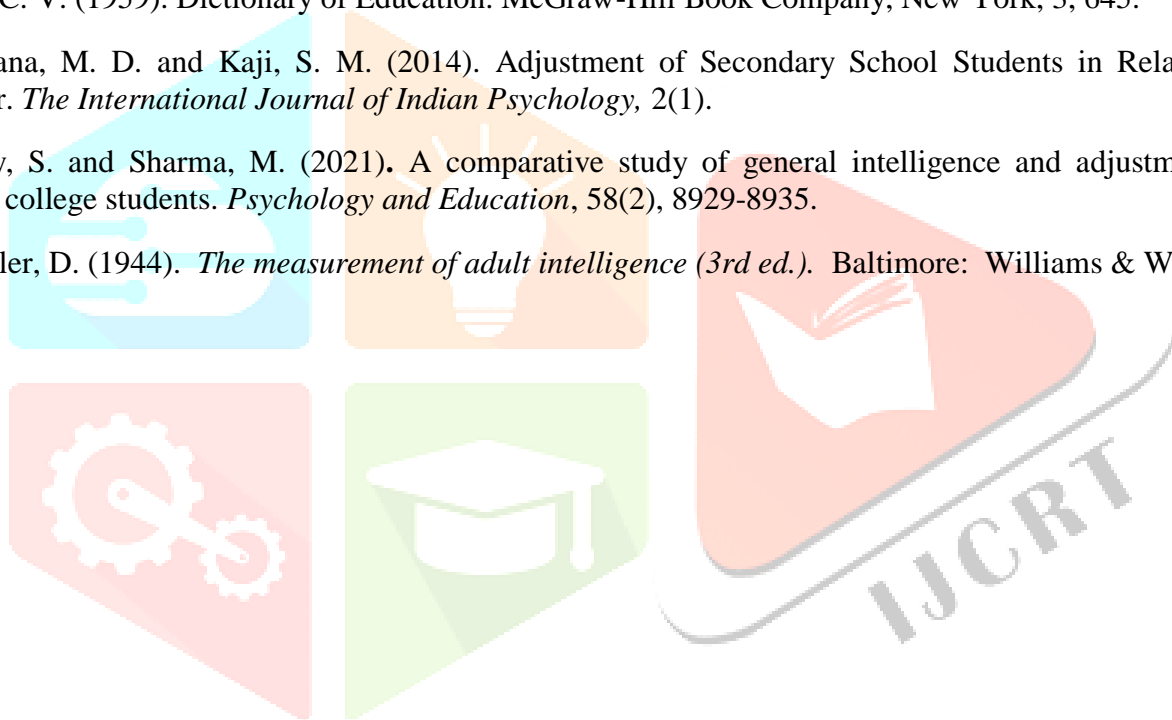 C. V. (1959). Dictionary of Education. McGraw-Hill Book Company, New York, 3, 645.
ana, M. D. and Kaji, S. M. (2014). Adjustment of Secondary School Students in Rela
r. The International Journal of Indian Psychology, 2(1).
y, S. and Sharma, M. (2021). A comparative study of general intelligence and adjustm
college students. Psychology and Education, 58(2), 8929-8935.
ler, D. (1944). The measurement of adult intelligence (3rd ed.). Baltimore: Williams & W
IJCRT